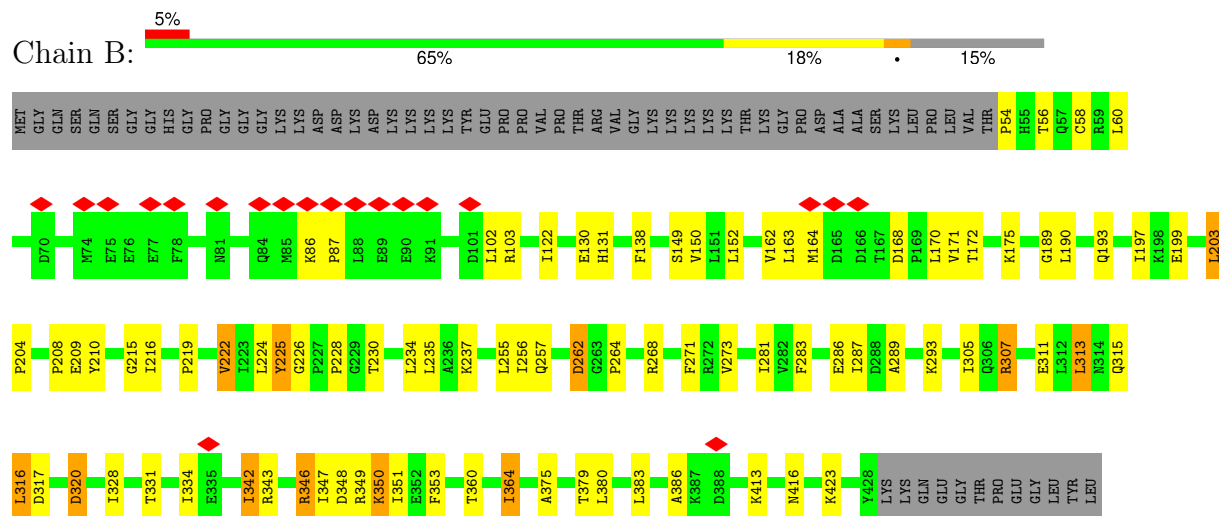 5%
Chain B:
65% 18% • 15%
MET GLY GLN SER GLN SER GLY GLY HIS GLY PRO GLY GLY GLY LYS LYS ASP ASP LYS ASP LYS LYS LYS LYS TYR GLU PRO PRO VAL PRO THR ARG VAL GLY LYS LYS LYS LYS LYS LYS THR LYS GLY PRO ASP ALA ALA SER LYS LEU PRO LEU VAL THR P54 H55 T56 Q57 C58 R59 L60
D70 M74 E75 E76 E77 F78 N81 Q84 M85 K86 P87 L88 E89 E90 K91 D101 L102 R103 I122 E130 H131 F138 S149 V150 L151 L152 V162 L163 M164 D165 D166 T167 D168 P169 L170 V171 T172 K175 G189 L190 Q193 I197 K198 E199 L203
P204 P208 E209 Y210 G215 I216 P219 V222 I223 L224 Y225 G226 P227 P228 G229 T230 L234 L235 A236 K237 L255 I256 Q257 D262 G263 P264 R268 F271 R272 V273 I281 V282 F283 E286 I287 D288 A289 K293 I305 Q306 R307 E311 L312 L313 N314 Q315
L316 D317 D320 I328 T331 I334 E335 I342 R343 R346 I347 D348 R349 K350 I351 E352 F353 T360 I364 A375 T379 L380 L383 A386 K387 D388 K413 N416 K423 Y428 LYS LYS GLN GLU GLY THR PRO GLU GLY LEU TYR LEU